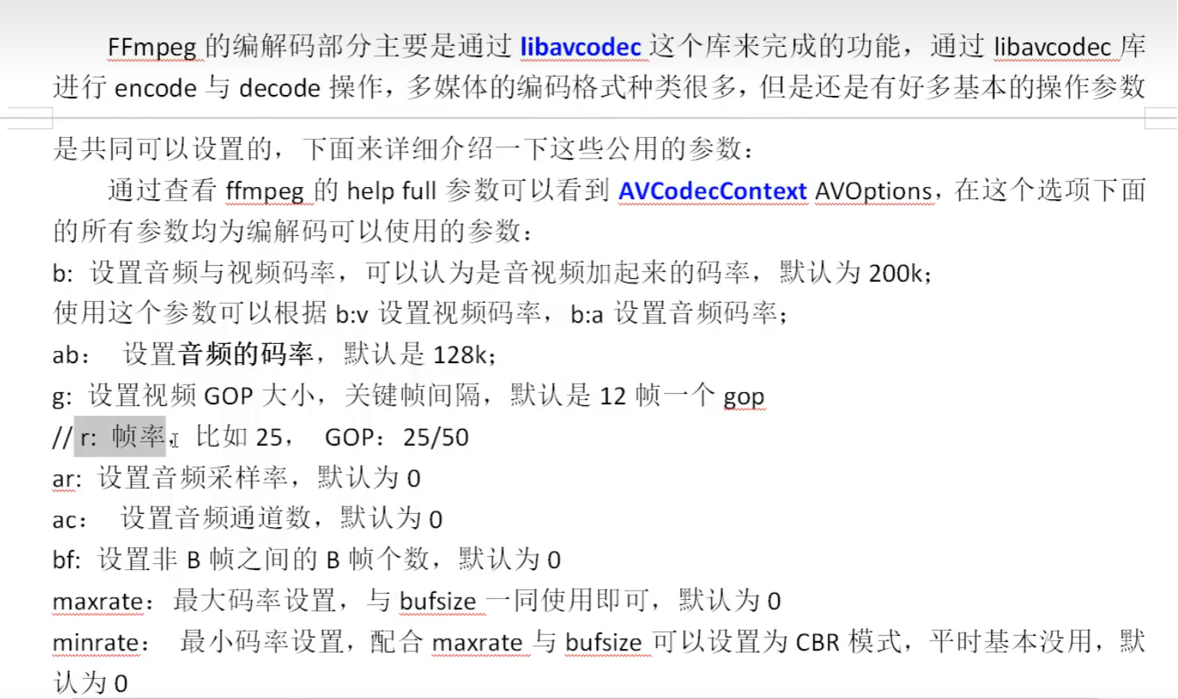 FFmpeg 的编解码部分主要是通过 libavcodec 这个库来完成的功能，通过 libavcodec 库
进行 encode 与 decode 操作，多媒体的编码格式种类很多，但是还是有好多基本的操作参数
是共同可以设置的，下面来详细介绍一下这些公用的参数：
通过查看 ffmpeg 的 help full 参数可以看到 AVCodecContext AVOptions，在这个选项下面
的所有参数均为编解码可以使用的参数：
b: 设置音频与视频码率，可以认为是音视频加起来的码率，默认为 200k；
使用这个参数可以根据 b:v 设置视频码率，b:a 设置音频码率；
ab： 设置音频的码率，默认是 128k；
g: 设置视频 GOP 大小，关键帧间隔，默认是 12 帧一个 gop
// r: 帧率，比如 25， GOP：25/50
ar: 设置音频采样率，默认为 0
ac： 设置音频通道数，默认为 0
bf: 设置非 B 帧之间的 B 帧个数，默认为 0
maxrate：最大码率设置，与 bufsize 一同使用即可，默认为 0
minrate： 最小码率设置，配合 maxrate 与 bufsize 可以设置为 CBR 模式，平时基本没用，默
认为 0